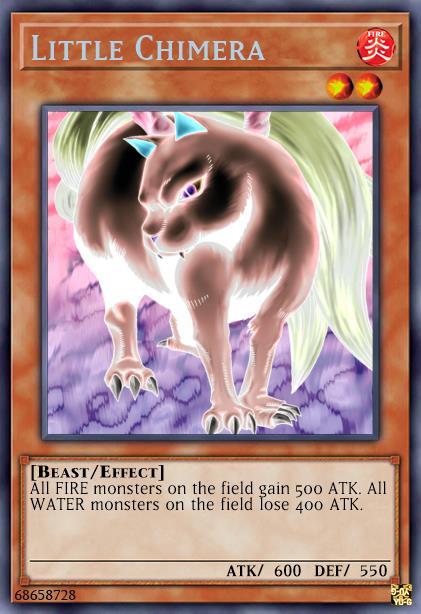 Little Chimera
FIRE
炎
[Beast/Effect]
All FIRE monsters on the field gain 500 ATK. All
WATER monsters on the field lose 400 ATK.
ATK/ 600 DEF/ 550
68658728